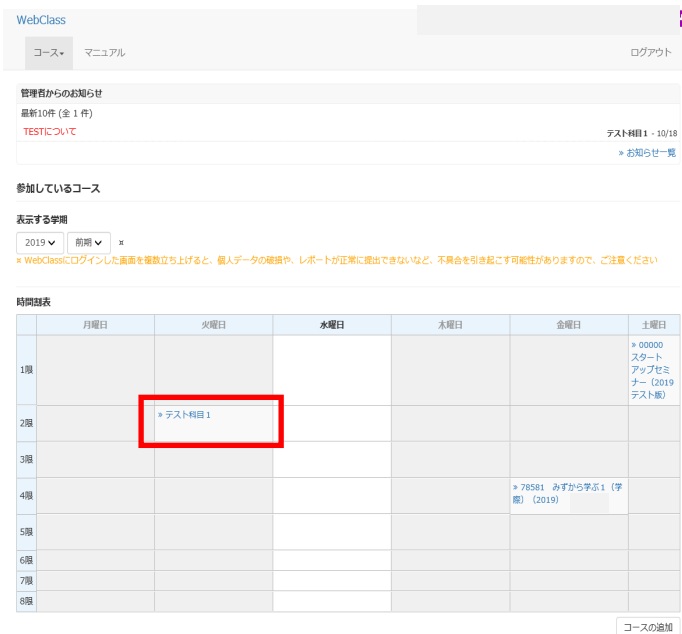 WebClass
コース マニュアル ログアウト
管理者からのお知らせ
最新10件 (全 1 件)
TESTについて
テスト科目1 - 10/18
» お知らせ一覧
参加しているコース
表示する学期
2019 前期 ¤
¤ WebClassにログインした画面を複数立ち上げると、個人データの破損や、レポートが正常に提出できないなど、不具合を引き起こす可能性がありますので、ご注意ください
時間割表
月曜日 火曜日 水曜日 木曜日 金曜日 土曜日
1限
» 00000
スタート
アップセミ
ナー（2019
テスト版）
2限 » テスト科目1
3限
4限
» 78581 みずから学ぶ1（学
際）（2019）
5限
6限
7限
8限
コースの追加